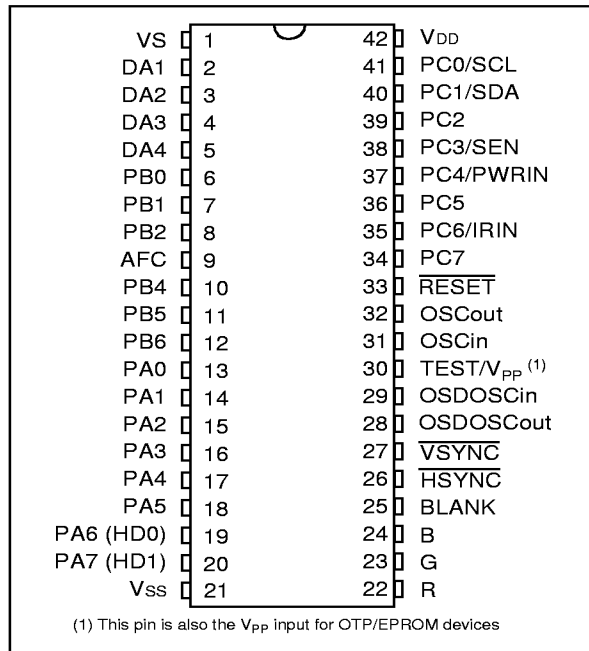 VS 1 42 VDD
DA1 2 41 PC0/SCL
DA2 3 40 PC1/SDA
DA3 4 39 PC2
DA4 5 38 PC3/SEN
PB0 6 37 PC4/PWRIN
PB1 7 36 PC5
PB2 8 35 PC6/IRIN
AFC 9 34 PC7
PB4 10 33 RESET
PB5 11 32 OSCout
PB6 12 31 OSCin
PA0 13 30 TEST/VPP (1)
PA1 14 29 OSDOSCin
PA2 15 28 OSDOSCout
PA3 16 27 VSYNC
PA4 17 26 HSYNC
PA5 18 25 BLANK
PA6 (HD0) 19 24 B
PA7 (HD1) 20 23 G
VSS 21 22 R
(1) This pin is also the VPP input for OTP/EPROM devices